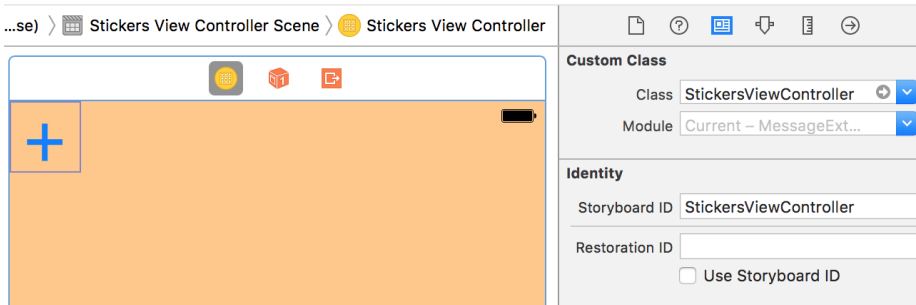 ...se) Stickers View Controller Scene Stickers View Controller
1
Custom Class
Class StickersViewController
Module Current – MessageExt...
Identity
Storyboard ID StickersViewController
Restoration ID
Use Storyboard ID